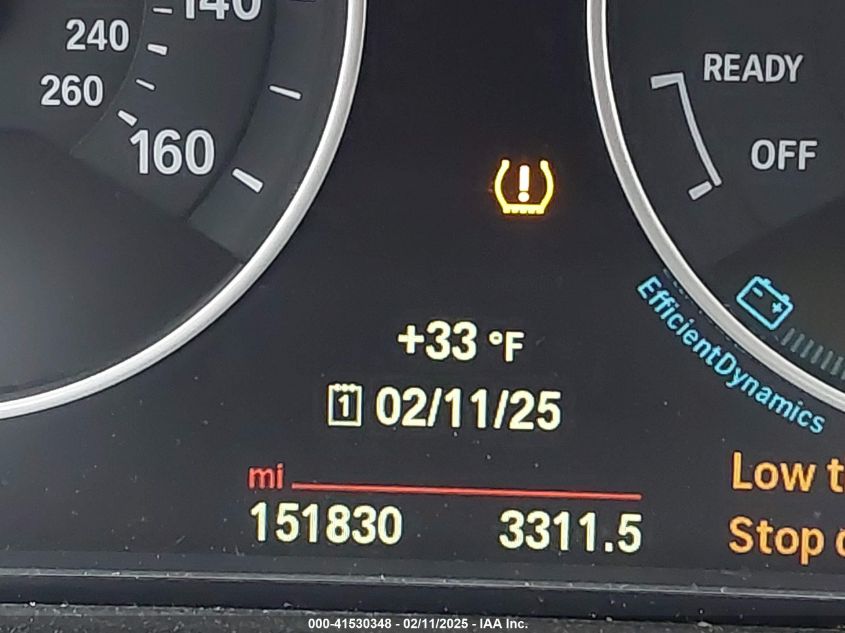 140
240
260
160
READY
OFF
+33 °F
1 02/11/25
EfficientDynamics
mi
151830 3311.5
Low
Stop
000-41530348 - 02/11/2025 - IAA Inc.